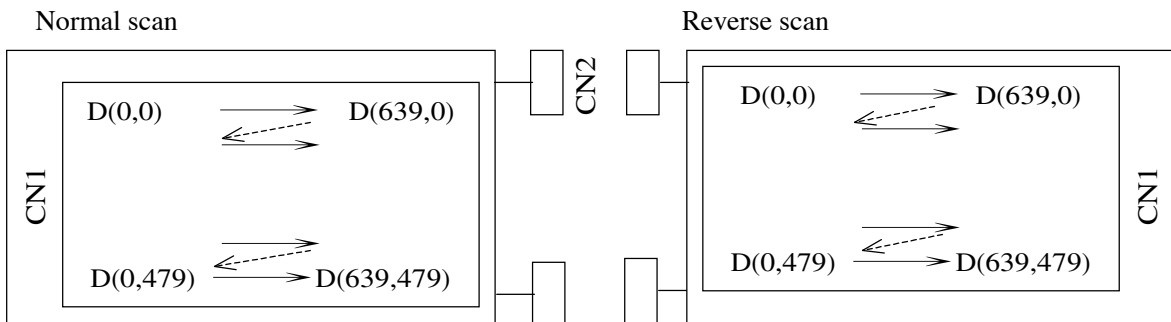 Normal scan
Reverse scan
CN1
D(0,0) D(639,0)
D(0,479) D(639,479)
CN2
D(0,0) D(639,0)
D(0,479) D(639,479)
CN1